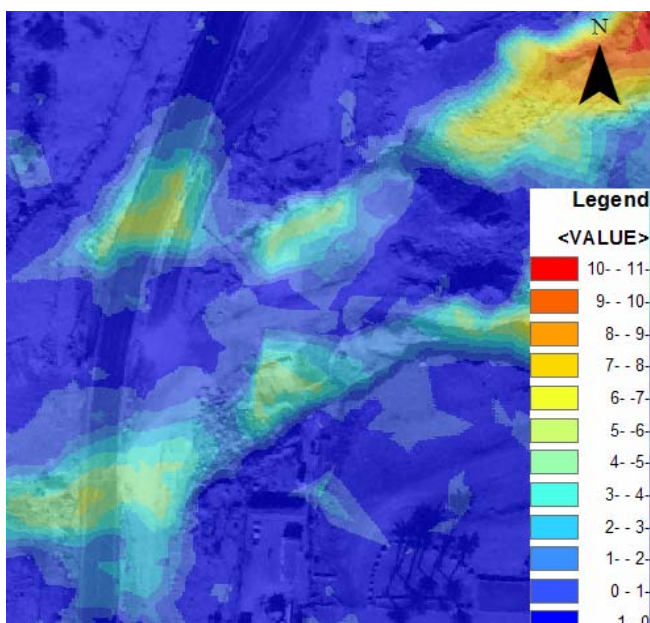 N
Legend
<VALUE>
10- - 11-
9- - 10-
8- - 9-
7- - 8-
6- -7-
5- -6-
4- -5-
3- - 4-
2- - 3-
1- - 2-
0 - 1-